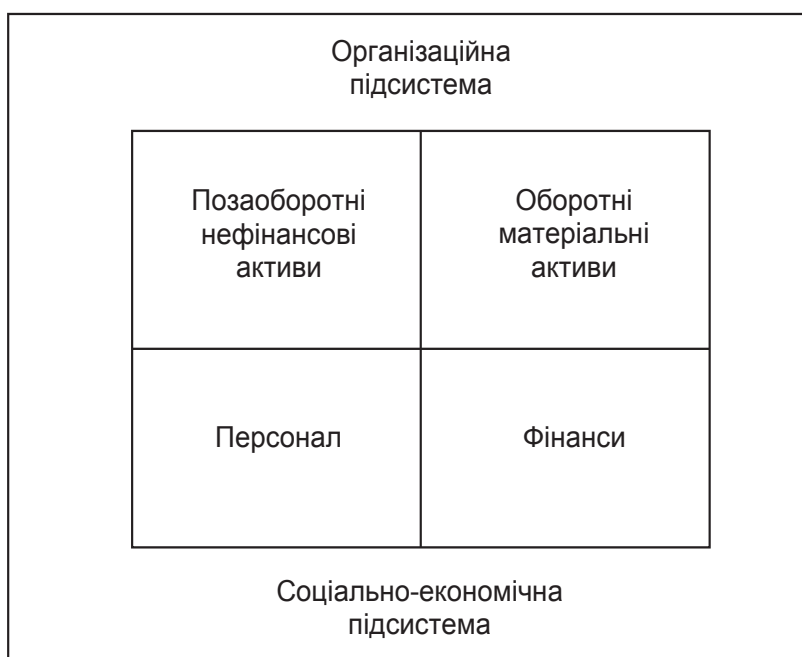 Організаційна
підсистема
Позаоборотні
нефінансові
активи
Оборотні
матеріальні
активи
Персонал
Фінанси
Соціально-економічна
підсистема